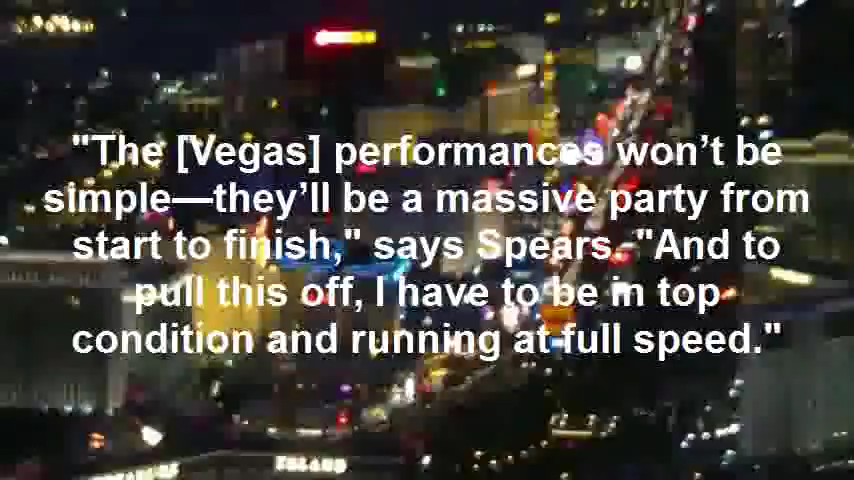 "The [Vegas] performances won’t be
simple—they’ll be a massive party from
start to finish," says Spears. "And to
pull this off, I have to be in top
condition and running at full speed."